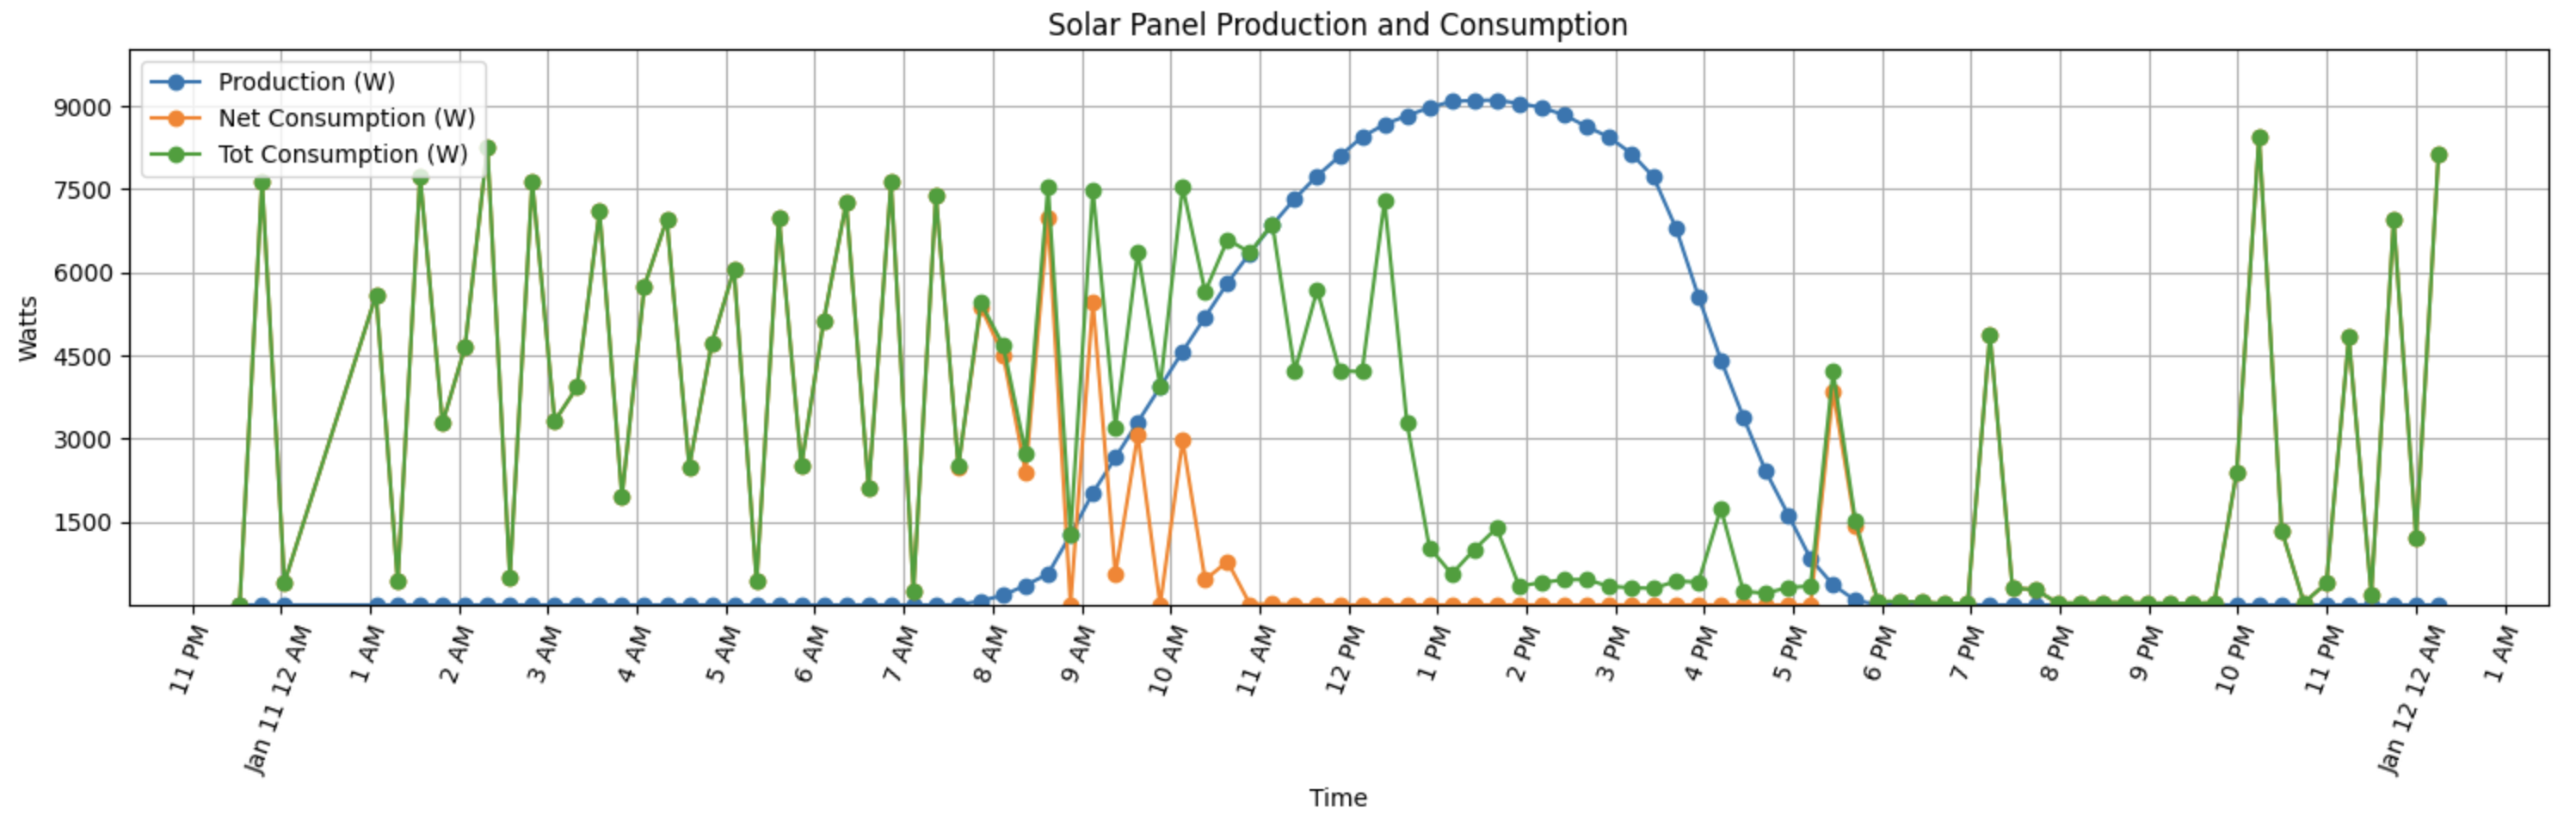 Solar Panel Production and Consumption
Production (W)
Net Consumption (W)
Tot Consumption (W)
9000
7500
6000
4500
3000
1500
Watts
11 PM
Jan 11 12 AM
1 AM
2 AM
3 AM
4 AM
5 AM
6 AM
7 AM
8 AM
9 AM
10 AM
11 AM
12 PM
1 PM
2 PM
3 PM
4 PM
5 PM
6 PM
7 PM
8 PM
9 PM
10 PM
11 PM
Jan 12 12 AM
1 AM
Time